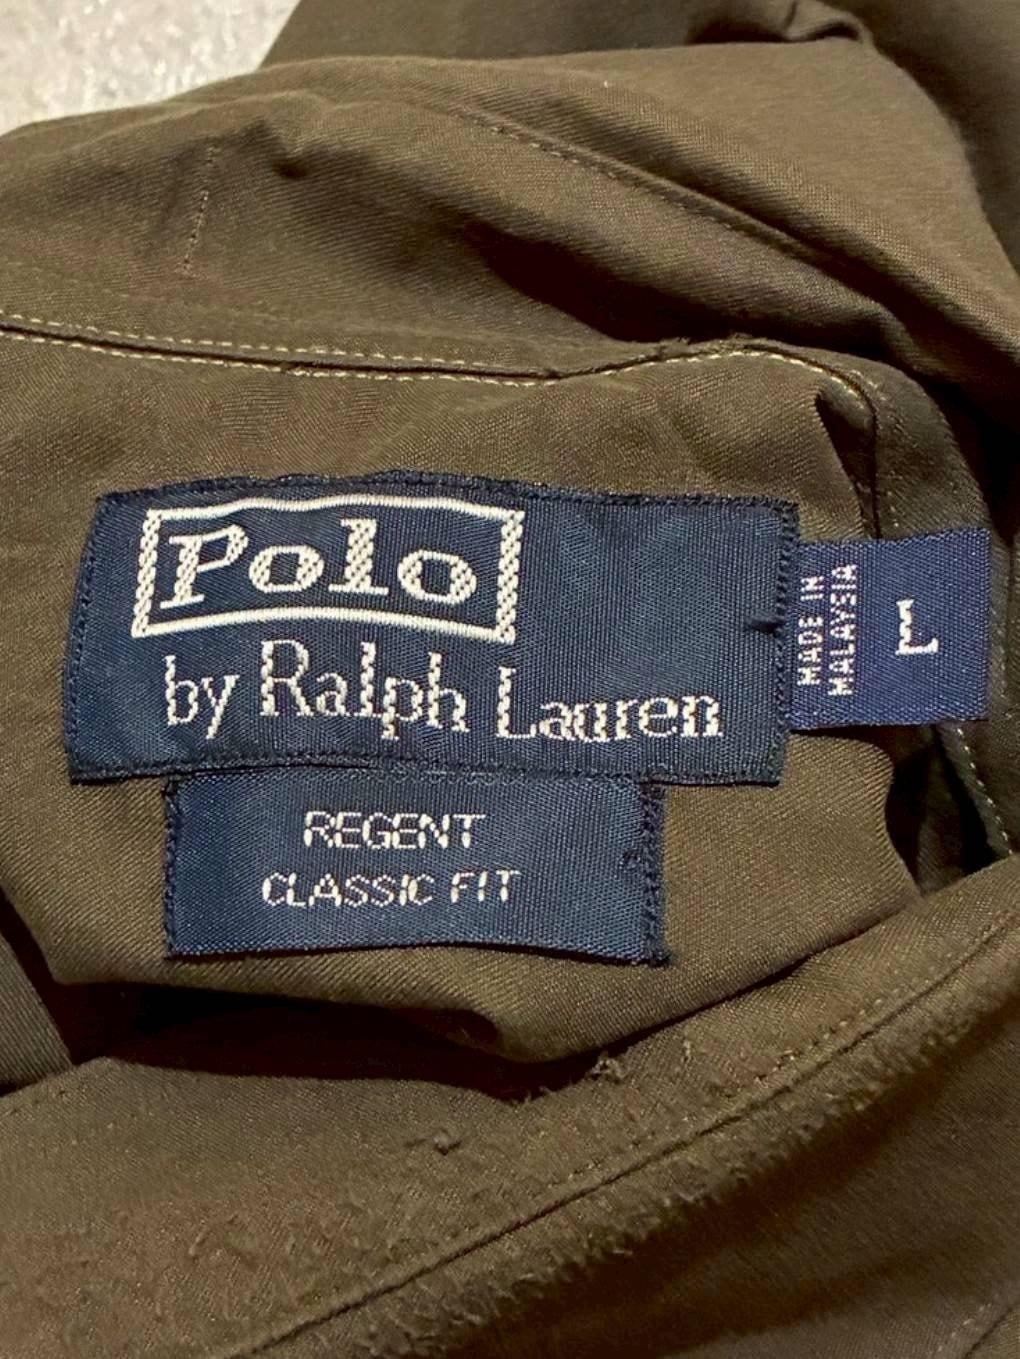 Polo
by Ralph Lauren
MADE IN
MALAYSIA
L
REGENT
CLASSIC FIT